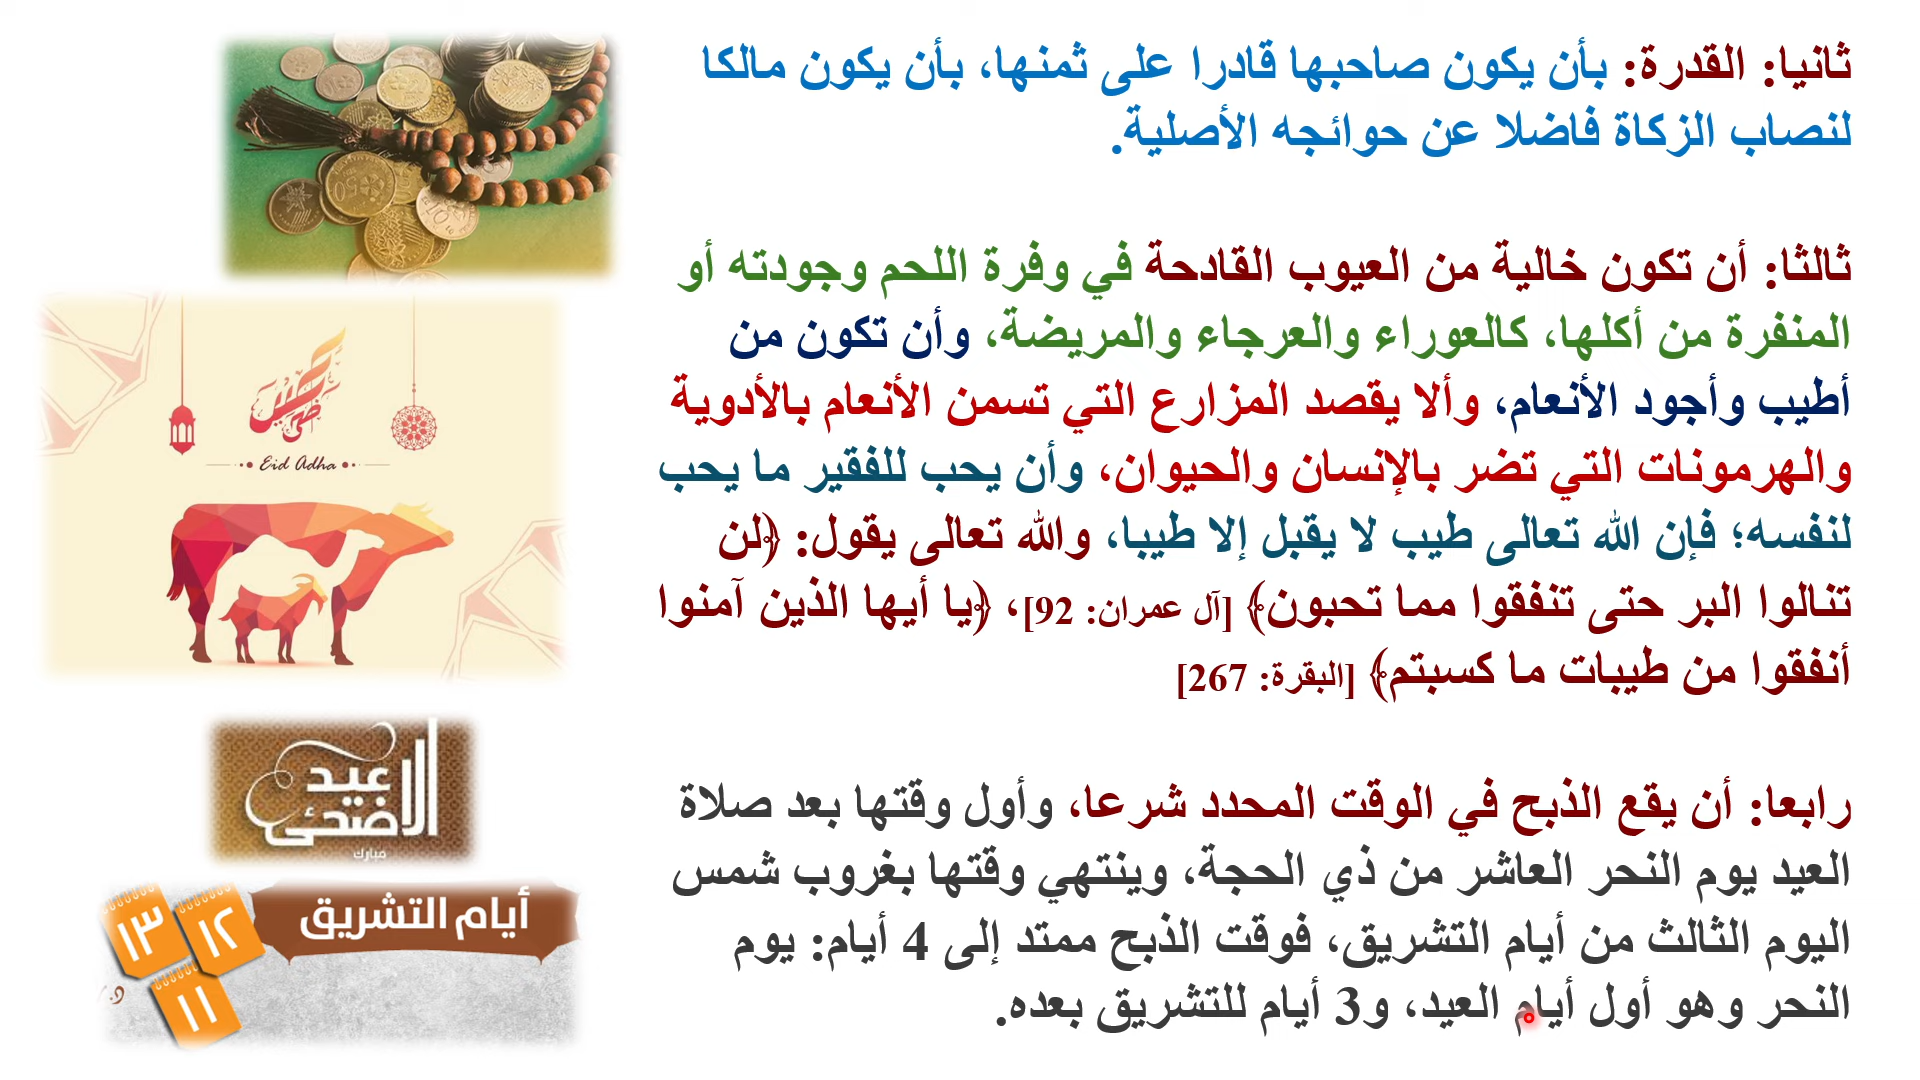 ثانيا: القدرة: بأن يكون صاحبها قادرا على ثمنها، بأن يكون مالكا
لنصاب الزكاة فاضلا عن حوائجه الأصلية.
ثالثا: أن تكون خالية من العيوب القادحة في وفرة اللحم وجودته أو
المنفرة من أكلها، كالعوراء والعرجاء والمريضة، وأن تكون من
أطيب وأجود الأنعام، وألا يقصد المزارع التي تسمن الأنعام بالأدوية
والهرمونات التي تضر بالإنسان والحيوان، وأن يحب للفقير ما يحب
لنفسه؛ فإن الله تعالى طيب لا يقبل إلا طيبا، والله تعالى يقول: ﴿لن
تنالوا البر حتى تنفقوا مما تحبون﴾ [آل عمران: 92]، ﴿يا أيها الذين آمنوا
أنفقوا من طيبات ما كسبتم﴾ [البقرة: 267]
رابعا: أن يقع الذبح في الوقت المحدد شرعا، وأول وقتها بعد صلاة
العيد يوم النحر العاشر من ذي الحجة، وينتهي وقتها بغروب شمس
اليوم الثالث من أيام التشريق، فوقت الذبح ممتد إلى 4 أيام: يوم
النحر وهو أول أيام العيد، و3 أيام للتشريق بعده.
50
10
Eid Adha
عيد
الاضحى
مبارك
أيام التشريق
١٣
١٢
١١